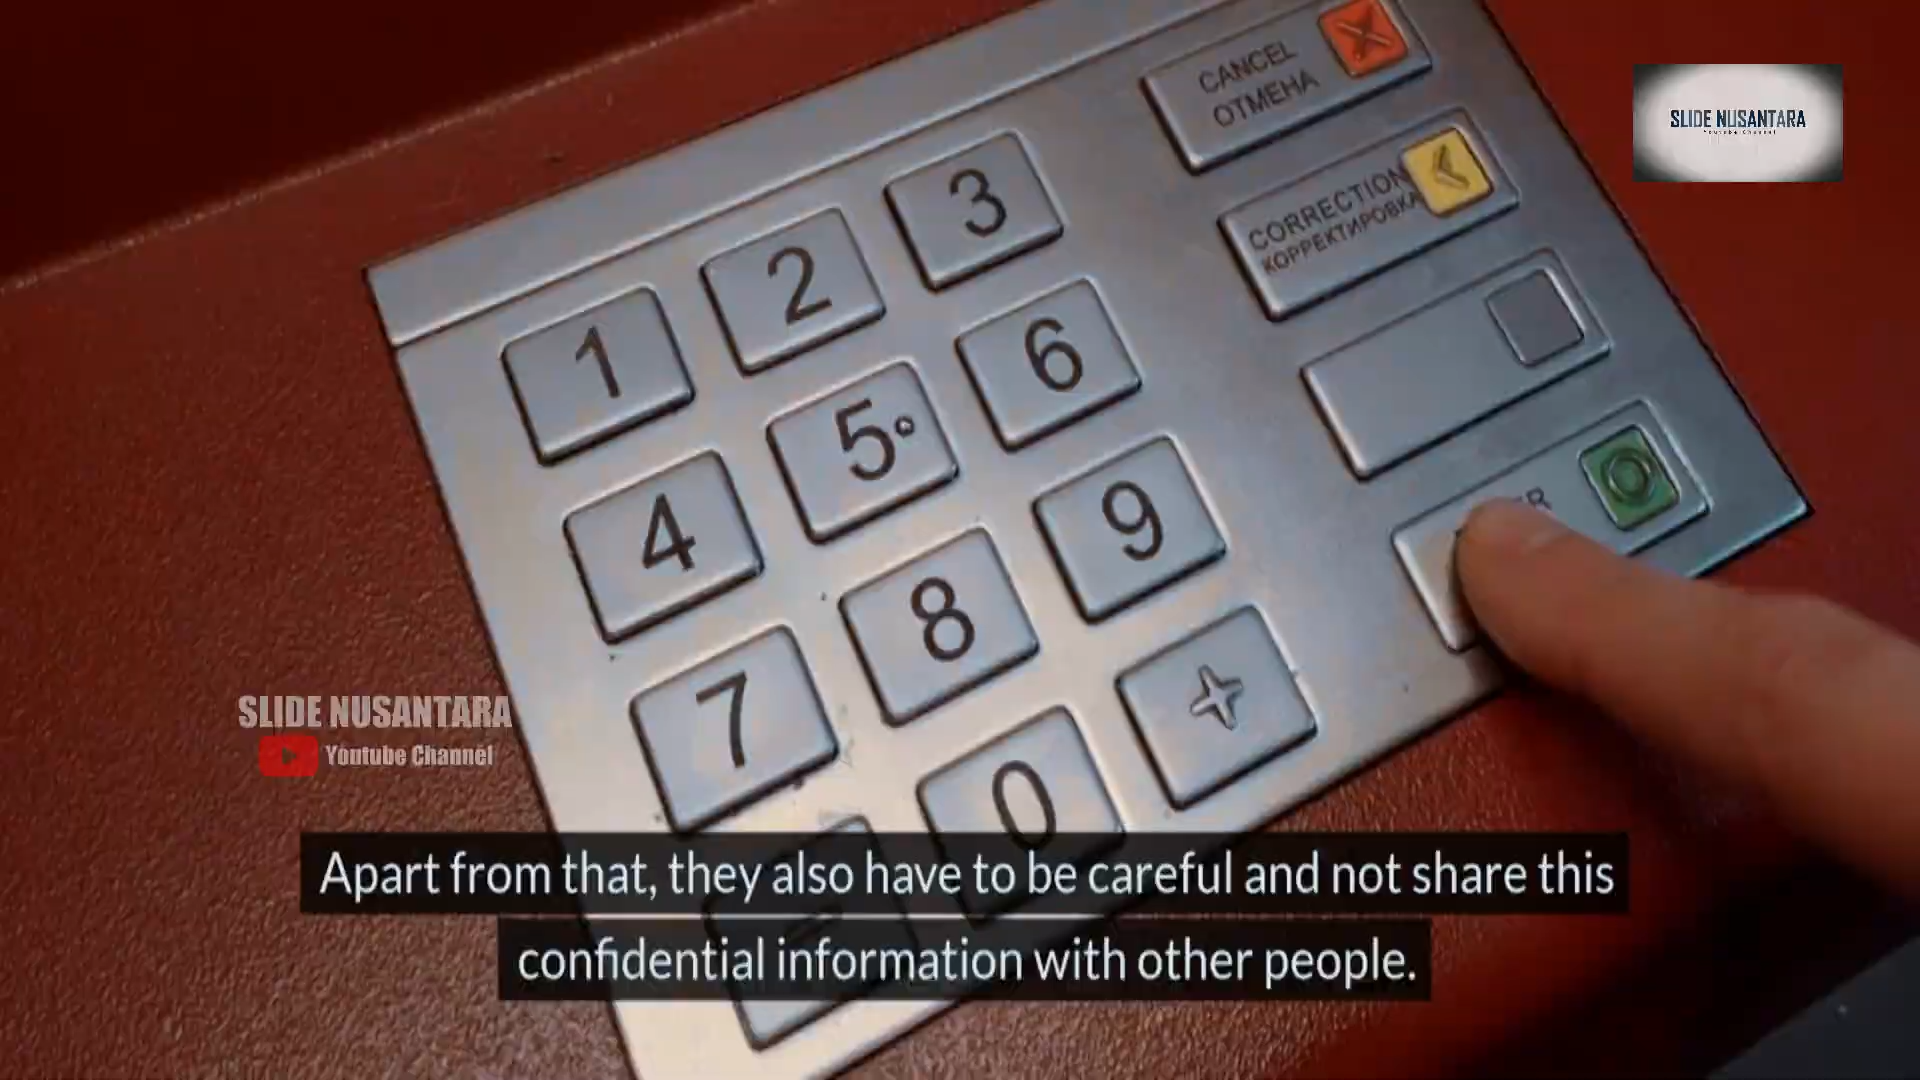 CANCEL
ОТМЕНА
CORRECTION
КОРРЕКТИРОВКА
SLIDE NUSANTARA
Youtube Channel
1
2
3
4
5
6
7
8
9
0
SLIDE NUSANTARA
Youtube Channel
Apart from that, they also have to be careful and not share this
confidential information with other people.